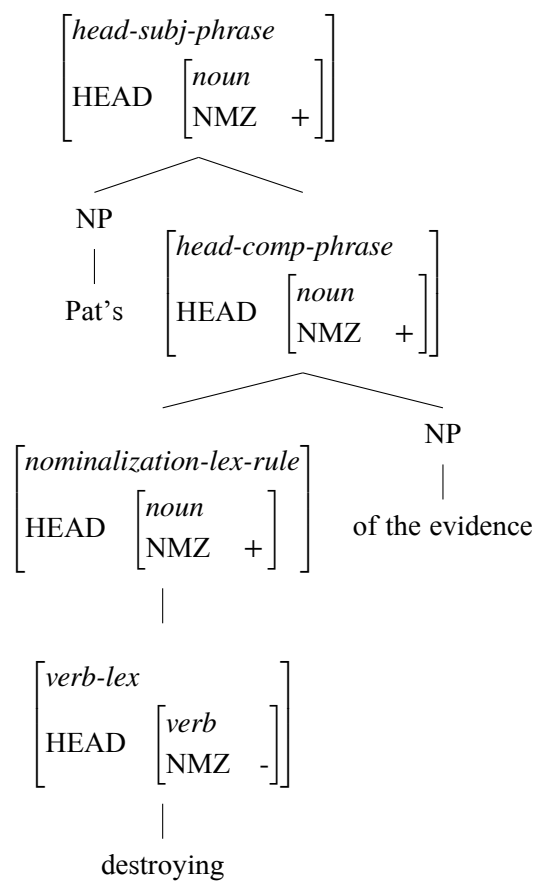 head-subj-phrase
HEAD noun
NMZ +
NP
Pat's
head-comp-phrase
HEAD noun
NMZ +
NP
of the evidence
nominalization-lex-rule
HEAD noun
NMZ +
verb-lex
HEAD verb
NMZ -
destroying